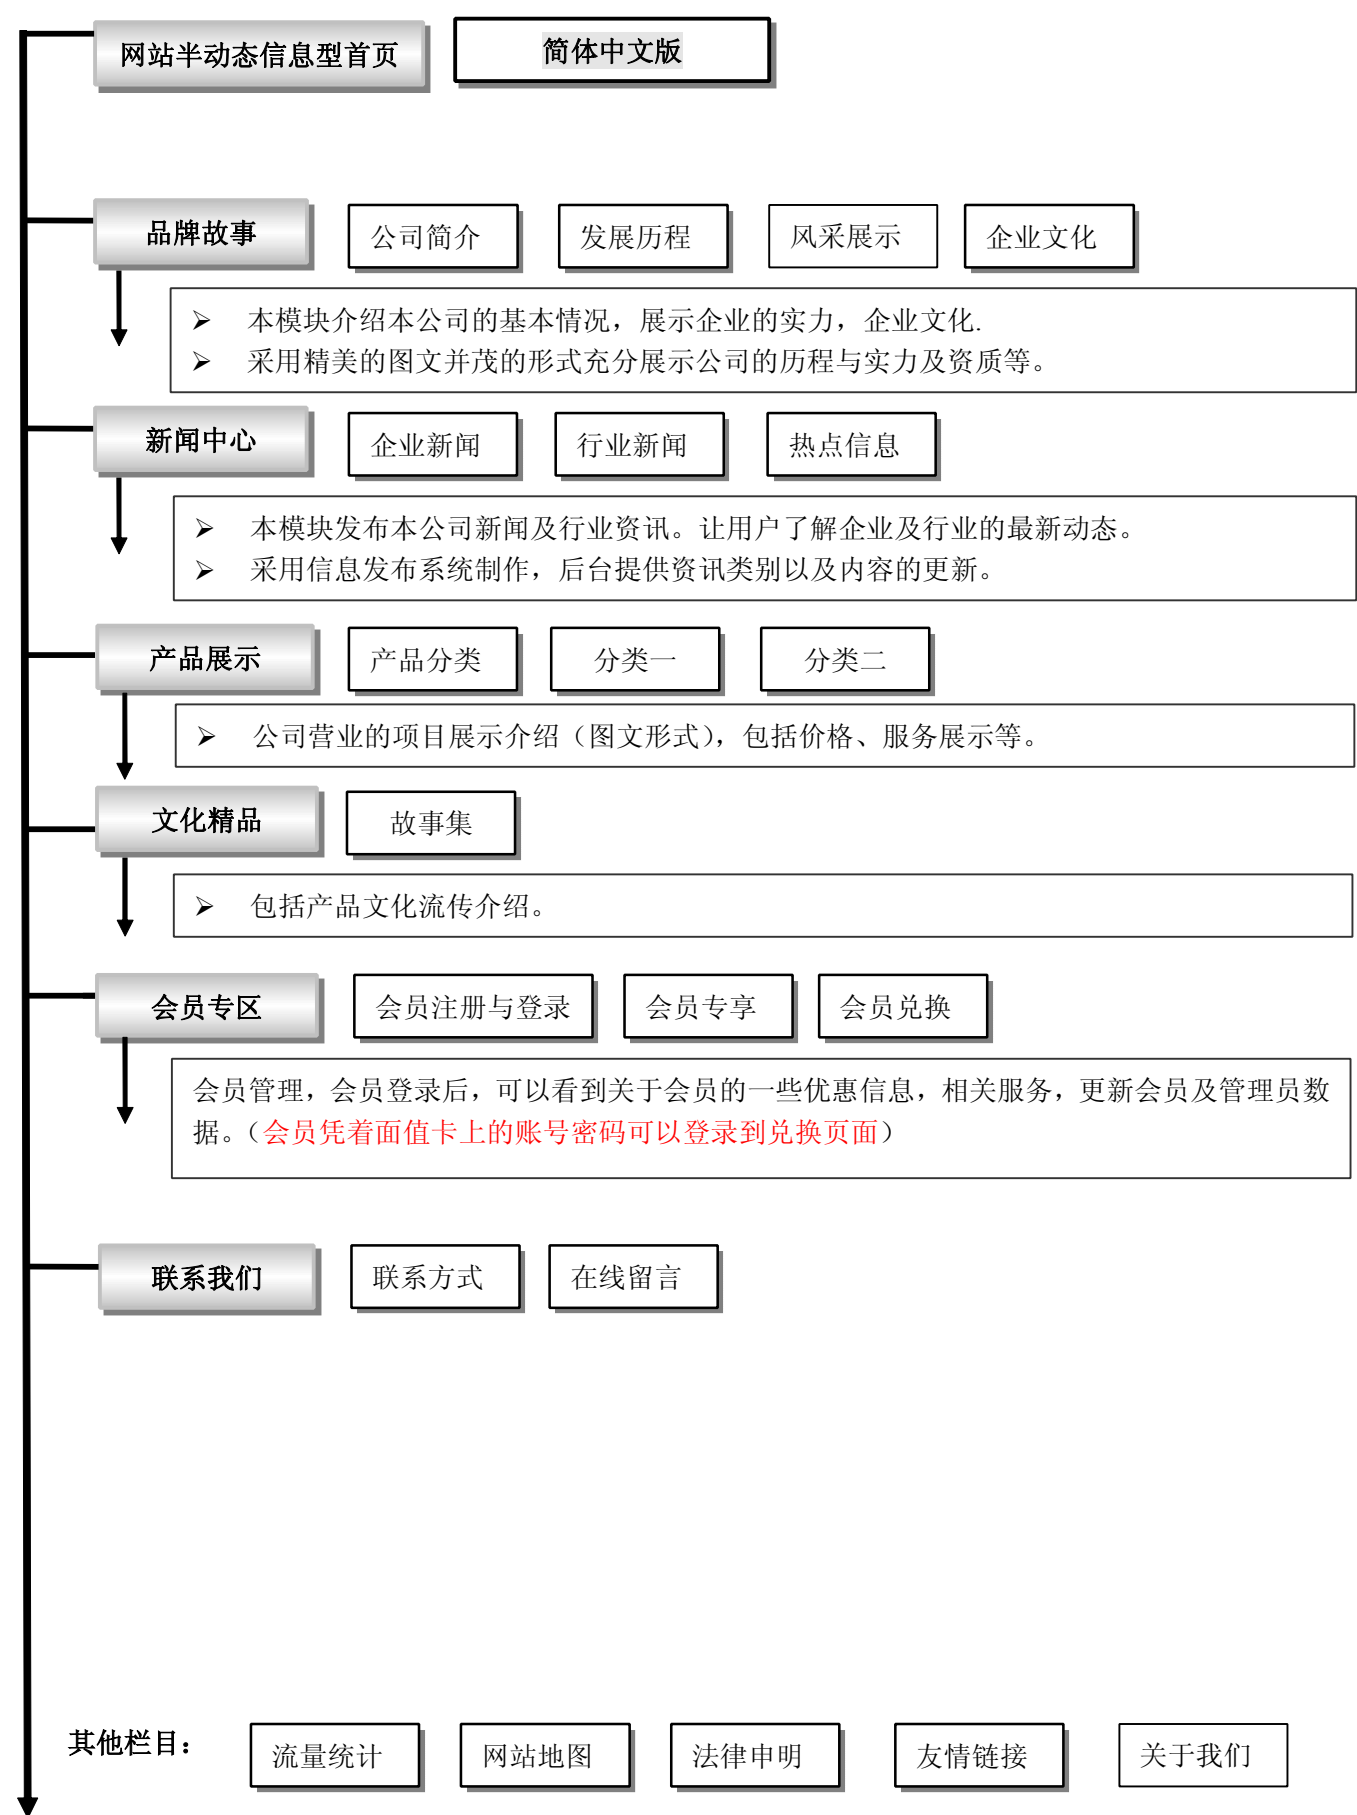 网站半动态信息型首页 简体中文版
品牌故事 公司简介 发展历程 风采展示 企业文化
➢ 本模块介绍本公司的基本情况，展示企业的实力，企业文化.
➢ 采用精美的图文并茂的形式充分展示公司的历程与实力及资质等。
新闻中心 企业新闻 行业新闻 热点信息
➢ 本模块发布本公司新闻及行业资讯。让用户了解企业及行业的最新动态。
➢ 采用信息发布系统制作，后台提供资讯类别以及内容的更新。
产品展示 产品分类 分类一 分类二
➢ 公司营业的项目展示介绍（图文形式），包括价格、服务展示等。
文化精品 故事集
➢ 包括产品文化流传介绍。
会员专区 会员注册与登录 会员专享 会员兑换
会员管理，会员登录后，可以看到关于会员的一些优惠信息，相关服务，更新会员及管理员数
据。（会员凭着面值卡上的账号密码可以登录到兑换页面）
联系我们 联系方式 在线留言
其他栏目： 流量统计 网站地图 法律申明 友情链接 关于我们